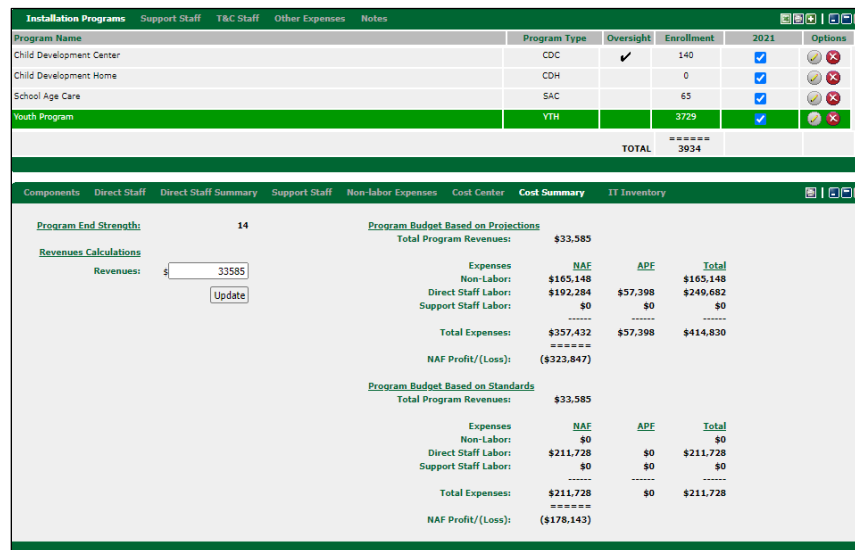 Installation Programs Support Staff T&C Staff Other Expenses Notes
Program Name Program Type Oversight Enrollment 2021 Options
Child Development Center CDC ✔ 140
Child Development Home CDH 0
School Age Care SAC 65
Youth Program YTH 3729
======
TOTAL 3934
Components Direct Staff Direct Staff Summary Support Staff Non-labor Expenses Cost Center Cost Summary IT Inventory
Program End Strength: 14 Program Budget Based on Projections
Total Program Revenues: $33,585
Revenues Calculations
Revenues: $ 33585
Update
Expenses NAF APF Total
Non-Labor: $165,148 $165,148
Direct Staff Labor: $192,284 $57,398 $249,682
Support Staff Labor: $0 $0 $0
------ ------ ------
Total Expenses: $357,432 $57,398 $414,830
======
NAF Profit/(Loss): ($323,847)
Program Budget Based on Standards
Total Program Revenues: $33,585
Expenses NAF APF Total
Non-Labor: $0 $0
Direct Staff Labor: $211,728 $0 $211,728
Support Staff Labor: $0 $0 $0
------ ------ ------
Total Expenses: $211,728 $0 $211,728
======
NAF Profit/(Loss): ($178,143)